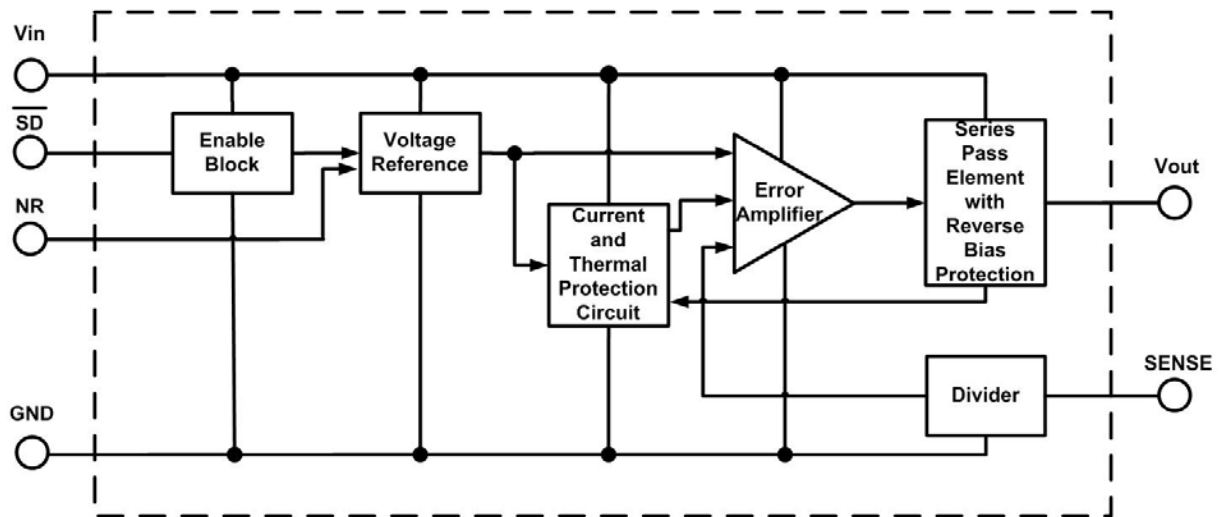 Vin
SD
NR
GND
Enable
Block
Voltage
Reference
Current
and
Thermal
Protection
Circuit
Error
Amplifier
Series
Pass
Element
with
Reverse
Bias
Protection
Divider
Vout
SENSE